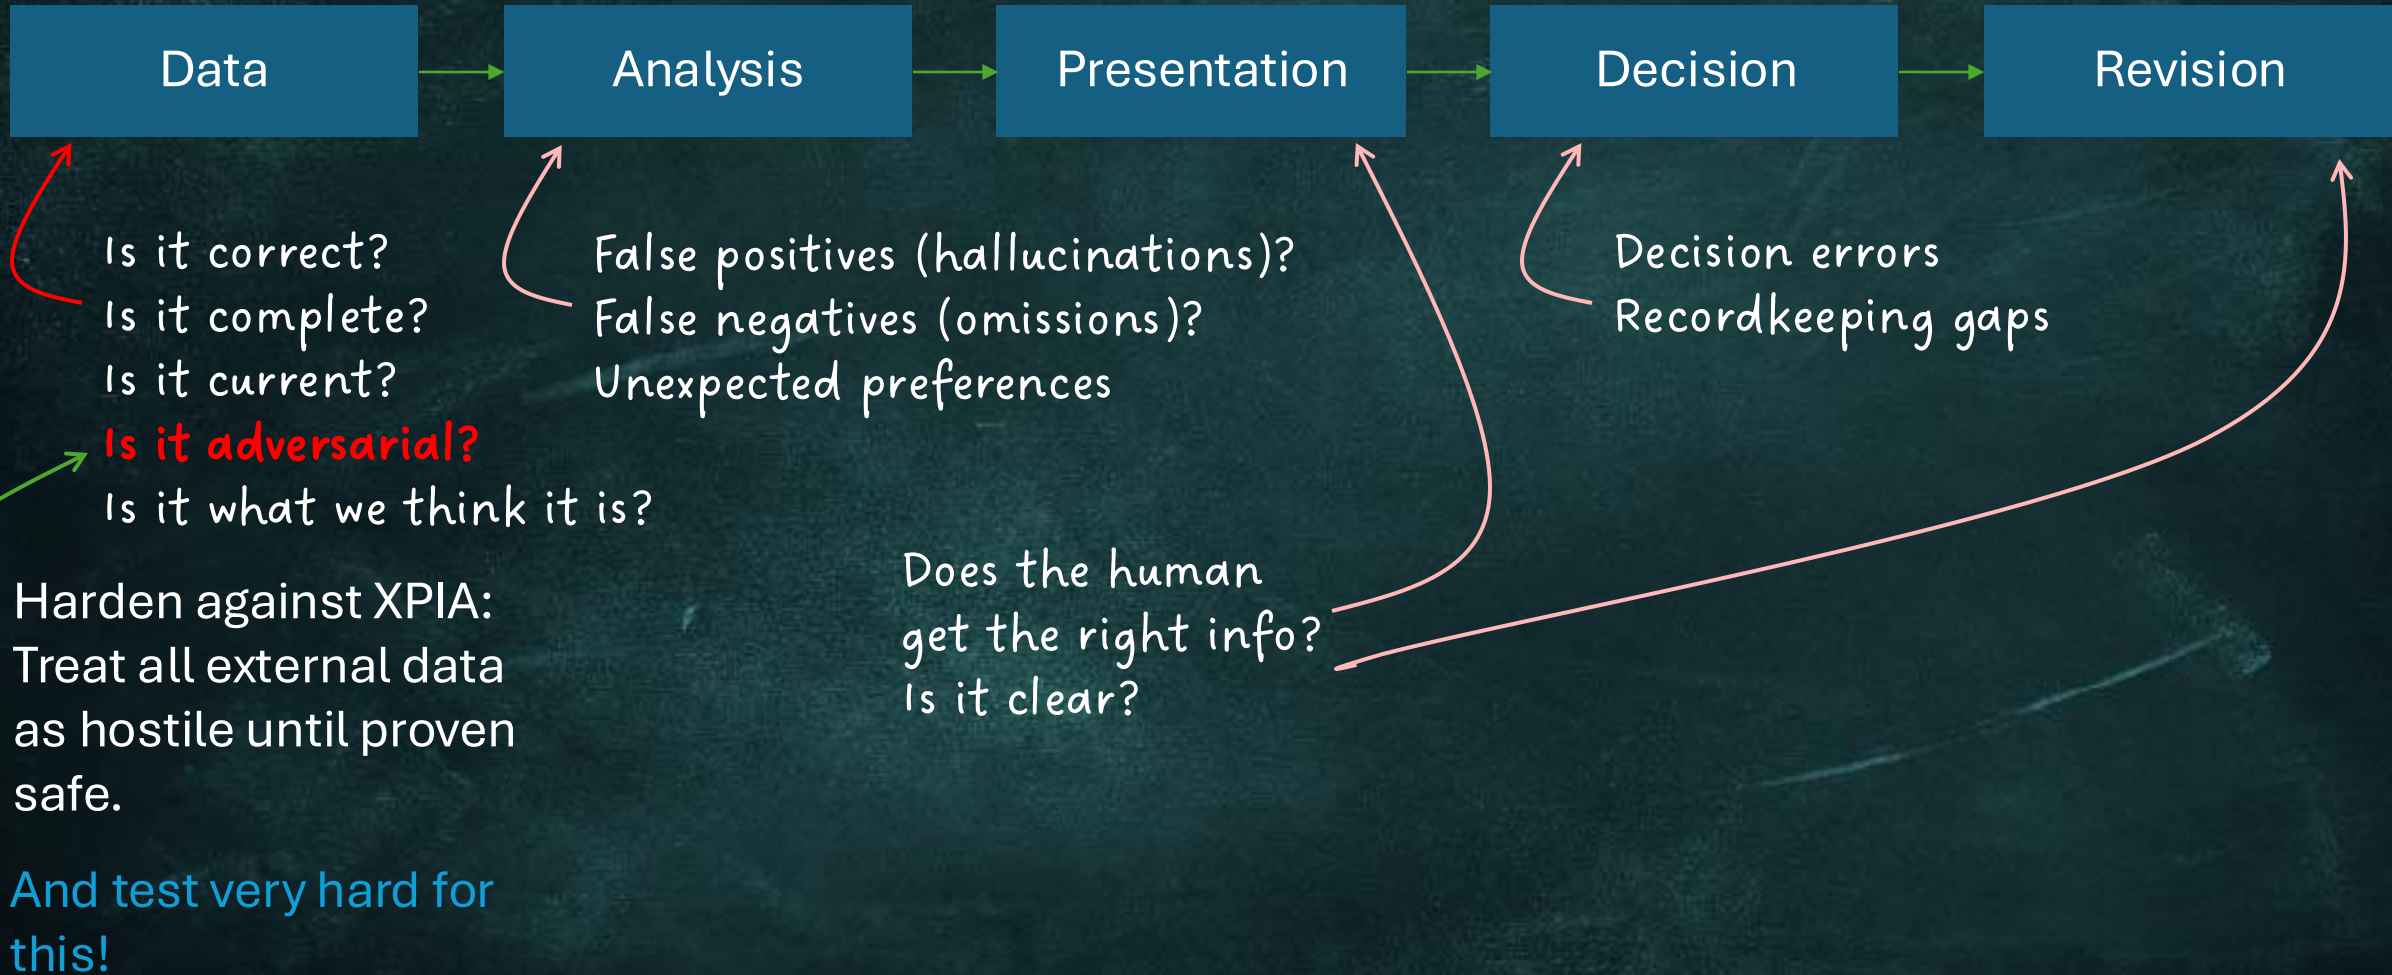 Data
Analysis
Presentation
Decision
Revision
Is it correct?
Is it complete?
Is it current?
Is it adversarial?
Is it what we think it is?
False positives (hallucinations)?
False negatives (omissions)?
Unexpected preferences
Decision errors
Recordkeeping gaps
Does the human
get the right info?
Is it clear?
Harden against XPIA:
Treat all external data
as hostile until proven
safe.
And test very hard for
this!